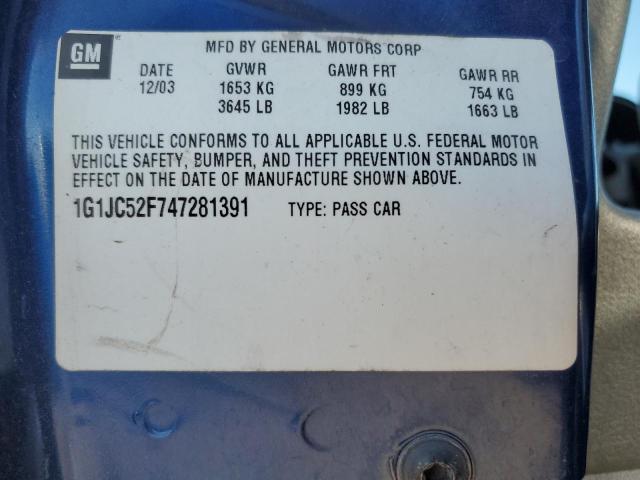 GM
MFD BY GENERAL MOTORS CORP
DATE GVWR GAWR FRT GAWR RR
12/03 1653 KG 899 KG 754 KG
3645 LB 1982 LB 1663 LB
THIS VEHICLE CONFORMS TO ALL APPLICABLE U.S. FEDERAL MOTOR
VEHICLE SAFETY, BUMPER, AND THEFT PREVENTION STANDARDS IN
EFFECT ON THE DATE OF MANUFACTURE SHOWN ABOVE.
1G1JC52F747281391 TYPE: PASS CAR